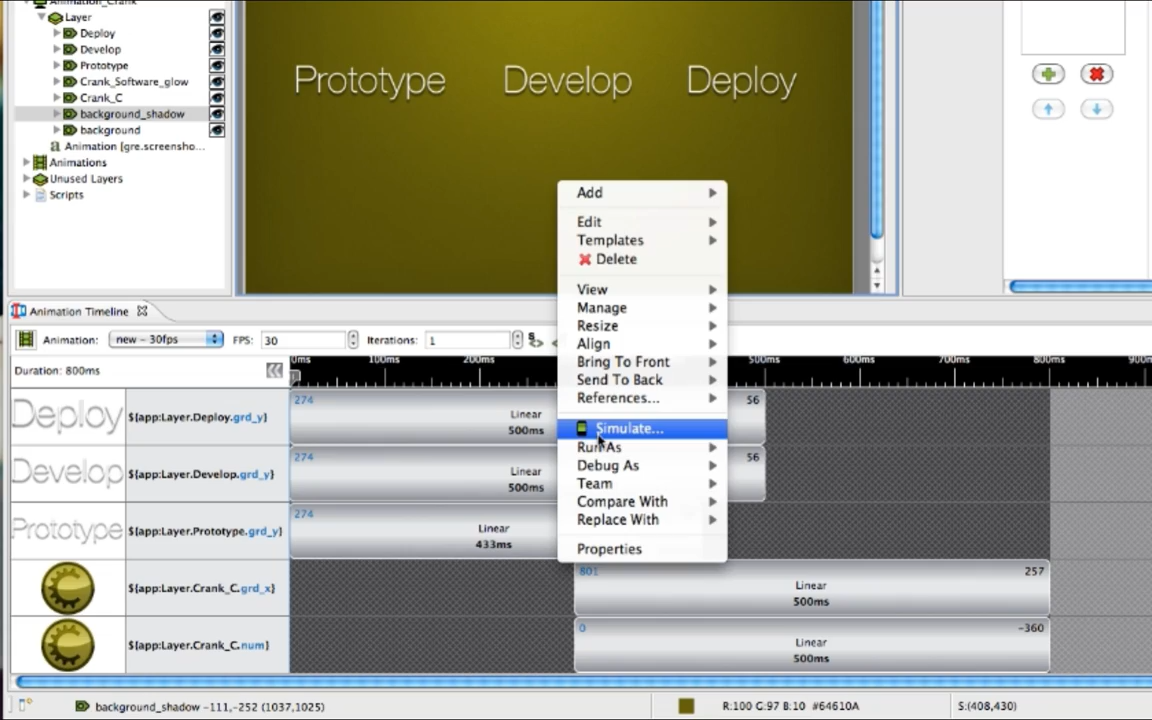 Animation_Crank
Layer
Deploy
Develop
Prototype
Crank_Software_glow
Crank_C
background_shadow
background
Animation [gre.screensho...
Animations
Unused Layers
Scripts
Prototype Develop Deploy
Add
Edit
Templates
Delete
View
Manage
Resize
Align
Bring To Front
Send To Back
References...
Simulate...
Run As
Debug As
Team
Compare With
Replace With
Properties
Animation Timeline
Animation: new - 30fps FPS: 30 Iterations: 1
Duration: 800ms
0ms 100ms 200ms 500ms 600ms 700ms 800ms 900m
Deploy ${app:Layer.Deploy.grd_y} 274 Linear 500ms 56
Develop ${app:Layer.Develop.grd_y} 274 Linear 500ms 56
Prototype ${app:Layer.Prototype.grd_y} 274 Linear 433ms
${app:Layer.Crank_C.grd_x} 801 Linear 500ms 257
${app:Layer.Crank_C.num} 0 Linear 500ms -360
background_shadow -111,-252 (1037,1025) R:100 G:97 B:10 #64610A S:(408,430)